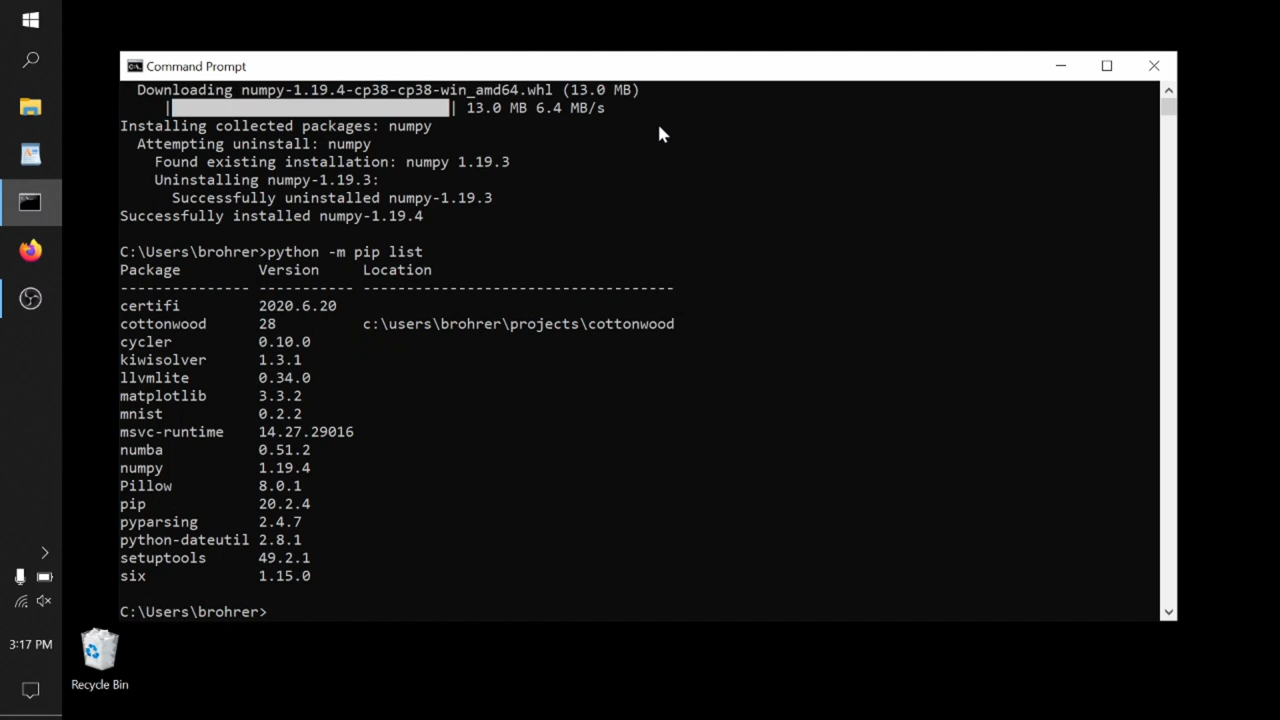 Command Prompt
Downloading numpy-1.19.4-cp38-cp38-win_amd64.whl (13.0 MB)
| | 13.0 MB 6.4 MB/s
Installing collected packages: numpy
Attempting uninstall: numpy
Found existing installation: numpy 1.19.3
Uninstalling numpy-1.19.3:
Successfully uninstalled numpy-1.19.3
Successfully installed numpy-1.19.4
C:\Users\brohrer>python -m pip list
Package Version Location
--------------- ----------- ------------------------------------
certifi 2020.6.20
cottonwood 28 c:\users\brohrer\projects\cottonwood
cycler 0.10.0
kiwisolver 1.3.1
llvmlite 0.34.0
matplotlib 3.3.2
mnist 0.2.2
msvc-runtime 14.27.29016
numba 0.51.2
numpy 1.19.4
Pillow 8.0.1
pip 20.2.4
pyparsing 2.4.7
python-dateutil 2.8.1
setuptools 49.2.1
six 1.15.0
C:\Users\brohrer>
3:17 PM
Recycle Bin